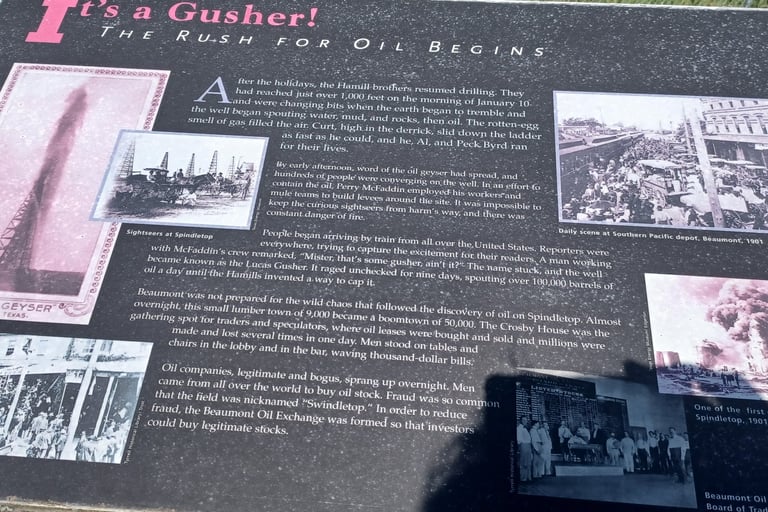 It's a Gusher!
THE RUSH FOR OIL BEGINS
After the holidays, the Hamill brothers resumed drilling. They
had reached just over 1,000 feet on the morning of January 10
and were changing bits when the earth began to tremble and
the well began spouting water, mud, and rocks, then oil. The rotten-egg
smell of gas filled the air. Curt, high in the derrick, slid down the ladder
as fast as he could, and he, Al, and Peck Byrd ran
for their lives.
By early afternoon, word of the oil geyser had spread, and
hundreds of people were converging on the well. In an effort to
contain the oil, Perry McFaddin employed his workers and
mule teams to build levees around the site. It was impossible to
keep the curious sightseers from harm's way, and there was
constant danger of fire.
People began arriving by train from all over the United States. Reporters were
everywhere, trying to capture the excitement for their readers. A man working
with McFaddin's crew remarked, "Mister, that's some gusher, ain't it?" The name stuck, and the well
became known as the Lucas Gusher. It raged unchecked for nine days, spouting over 100,000 barrels of
oil a day until the Hamills invented a way to cap it.
Beaumont was not prepared for the wild chaos that followed the discovery of oil on Spindletop. Almost
overnight, this small lumber town of 9,000 became a boomtown of 50,000. The Crosby House was the
gathering spot for traders and speculators, where oil leases were bought and sold and millions were
made and lost several times in one day. Men stood on tables and
chairs in the lobby and in the bar, waving thousand-dollar bills.
Oil companies, legitimate and bogus, sprang up overnight. Men
came from all over the world to buy oil stock. Fraud was so common
that the field was nicknamed "Swindletop." In order to reduce
fraud, the Beaumont Oil Exchange was formed so that investors
could buy legitimate stocks.
Sightseers at Spindletop
GEYSER
TEXAS.
Daily scene at Southern Pacific depot, Beaumont, 1901
One of the first
Spindletop, 1901
Beaumont Oil
Board of Trad